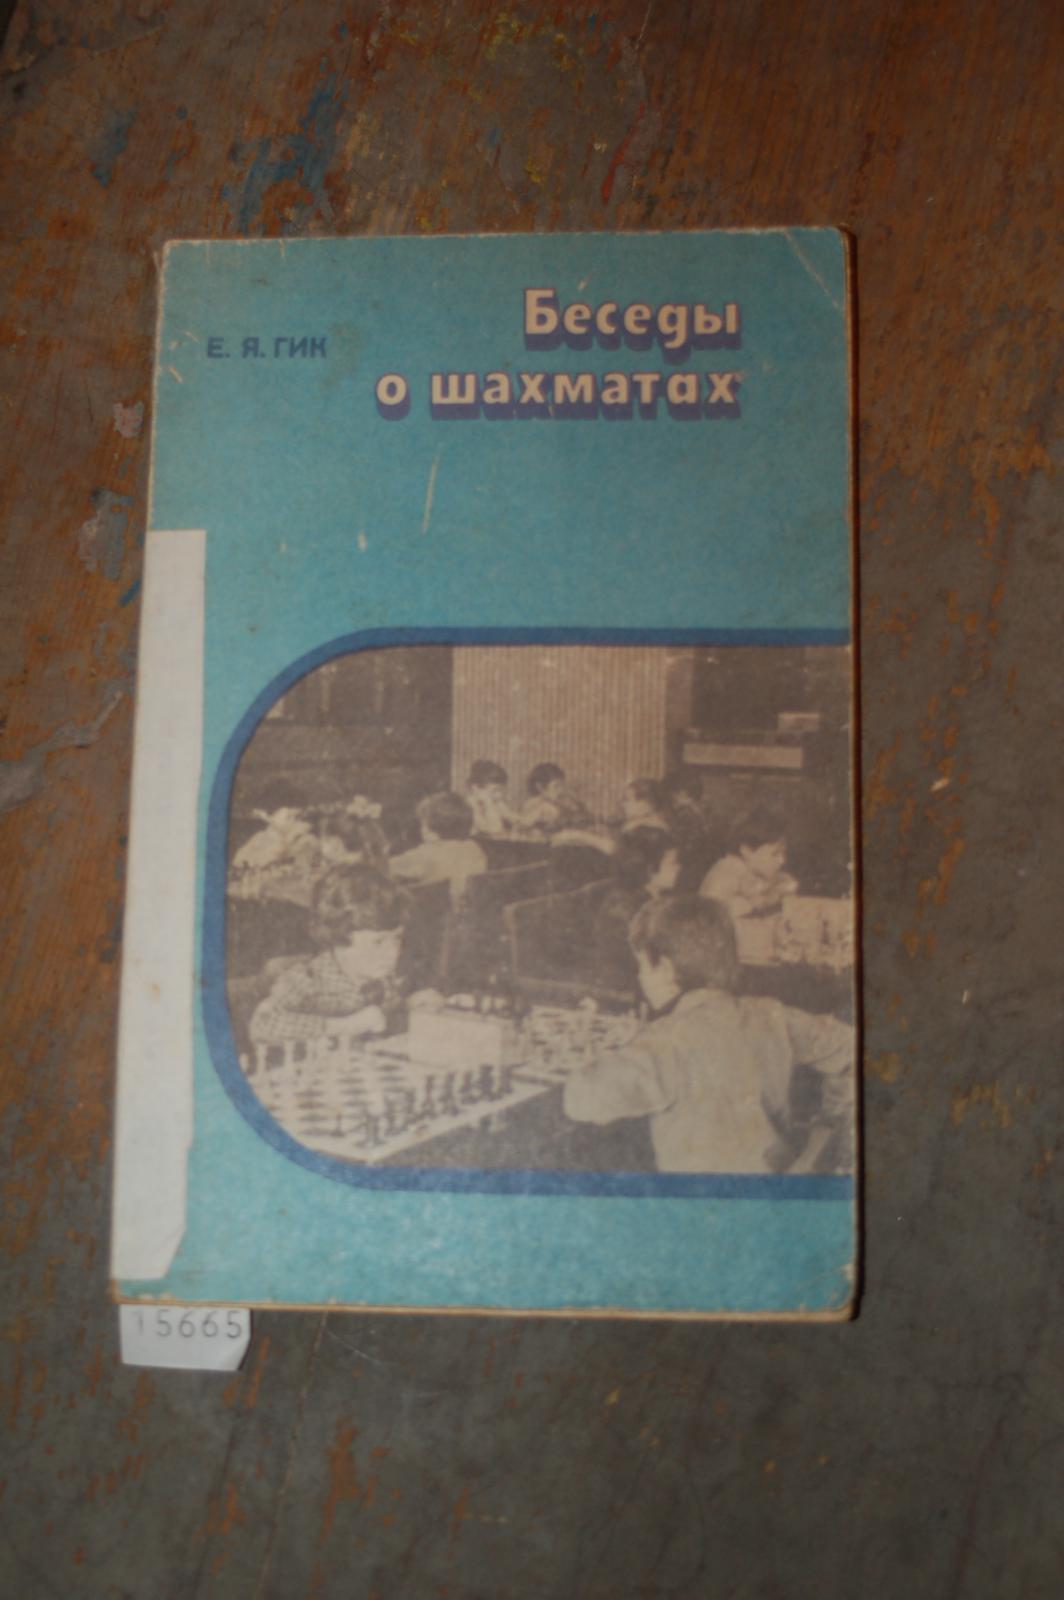 Е. Я. ГИК
Беседы
о шахматах
15665